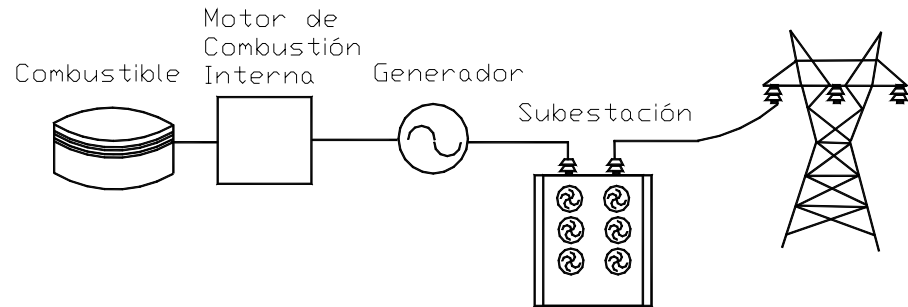 Combustible
Motor de
Combustión
Interna
Generador
Subestación